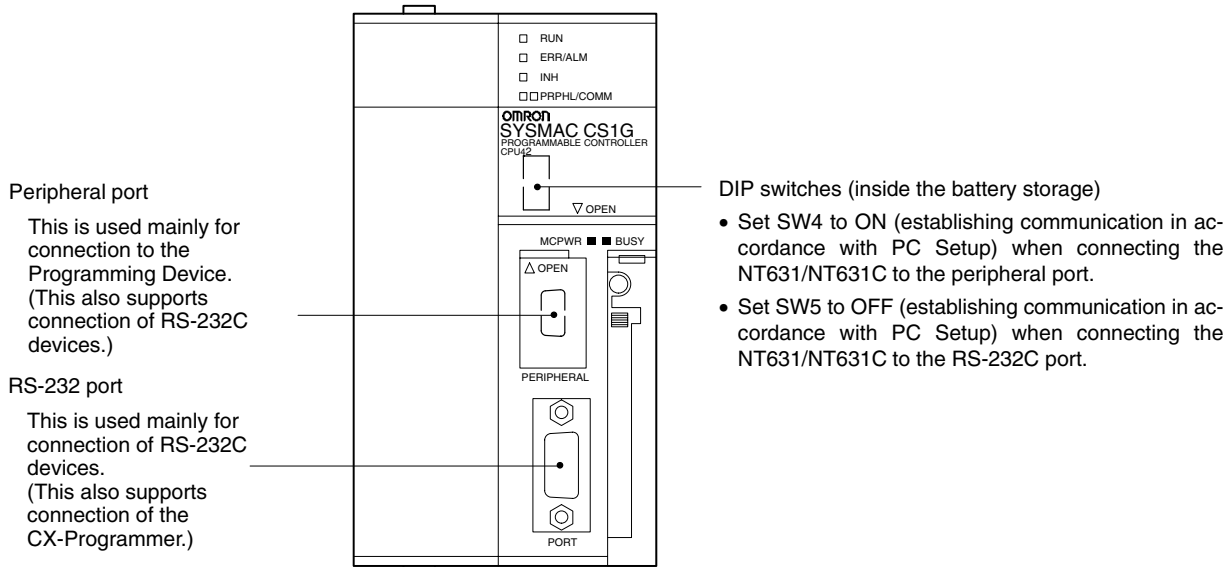 RUN
ERR/ALM
INH
PRPHL/COMM
OMRON
SYSMAC CS1G
PROGRAMMABLE CONTROLLER
CPU42
▽ OPEN
MCPWR ■ ■ BUSY
△ OPEN
PERIPHERAL
PORT
Peripheral port
This is used mainly for
connection to the
Programming Device.
(This also supports
connection of RS-232C
devices.)
RS-232 port
This is used mainly for
connection of RS-232C
devices.
(This also supports
connection of the
CX-Programmer.)
DIP switches (inside the battery storage)
• Set SW4 to ON (establishing communication in ac-
cordance with PC Setup) when connecting the
NT631/NT631C to the peripheral port.
• Set SW5 to OFF (establishing communication in ac-
cordance with PC Setup) when connecting the
NT631/NT631C to the RS-232C port.